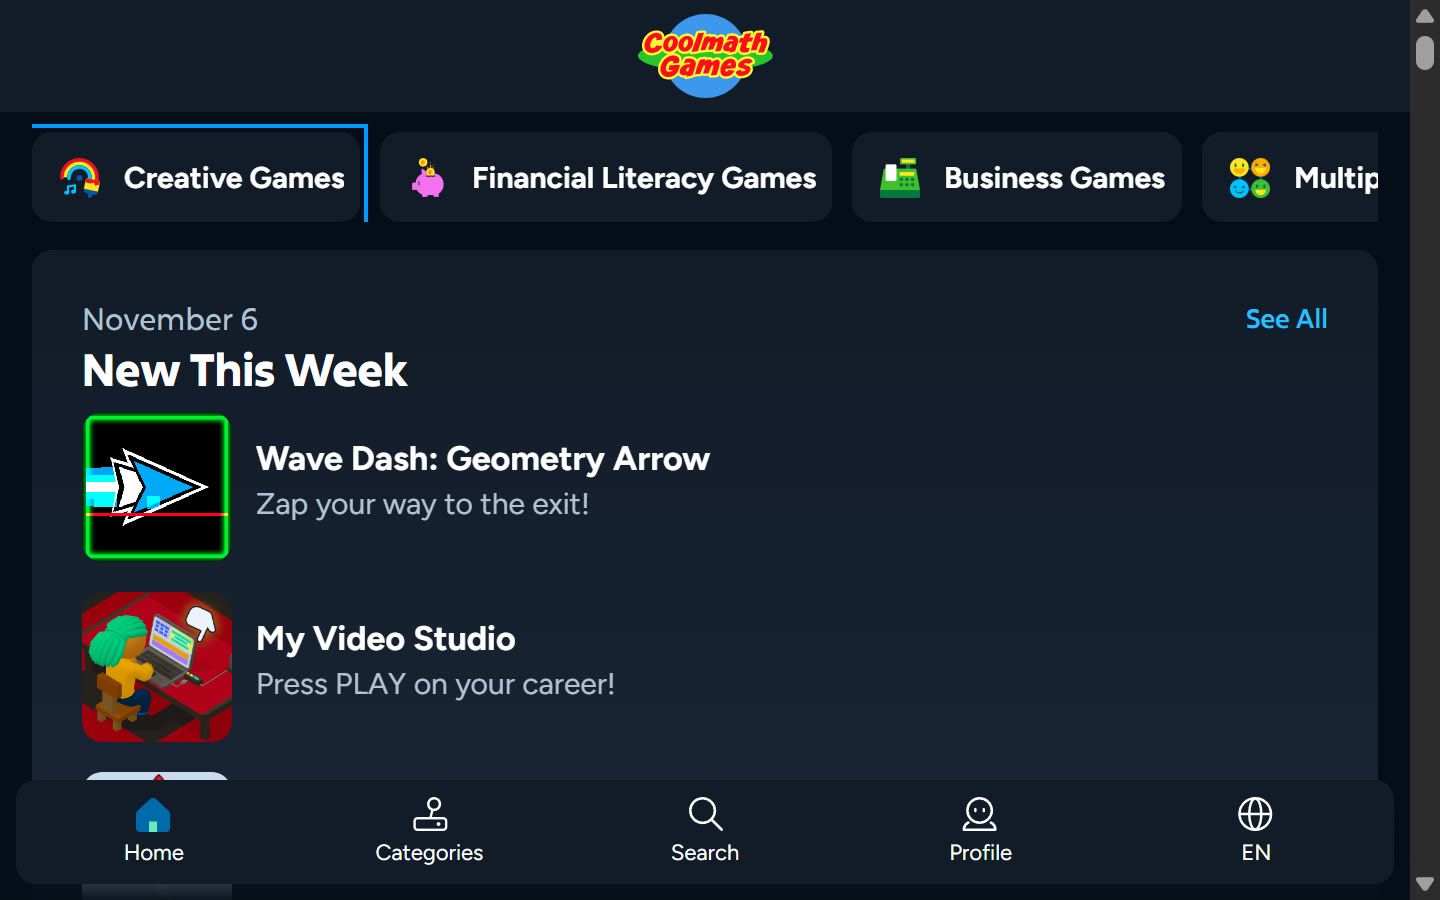 Coolmath
Games
Creative Games
Financial Literacy Games
Business Games
Multip
November 6
See All
New This Week
Wave Dash: Geometry Arrow
Zap your way to the exit!
My Video Studio
Press PLAY on your career!
Home
Categories
Search
Profile
EN